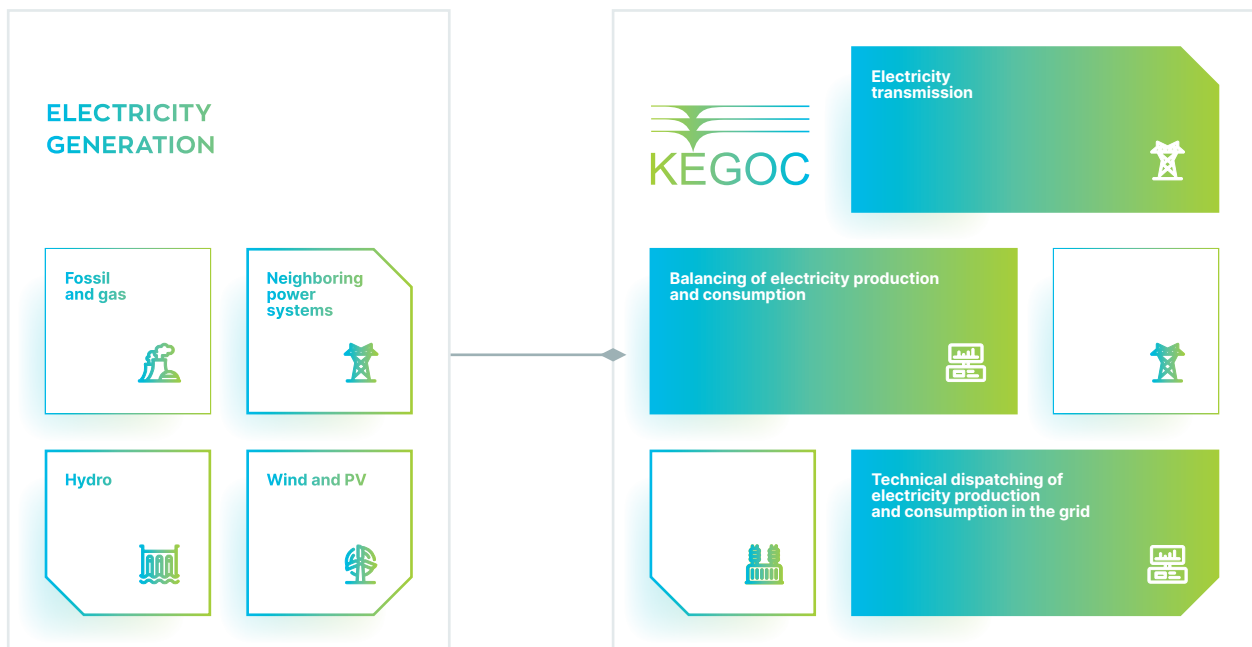 ELECTRICITY
GENERATION
Fossil
and gas
Neighboring
power
systems
Hydro
Wind and PV
KEGOC
Electricity
transmission
Balancing of electricity production
and consumption
Technical dispatching of
electricity production
and consumption in the grid